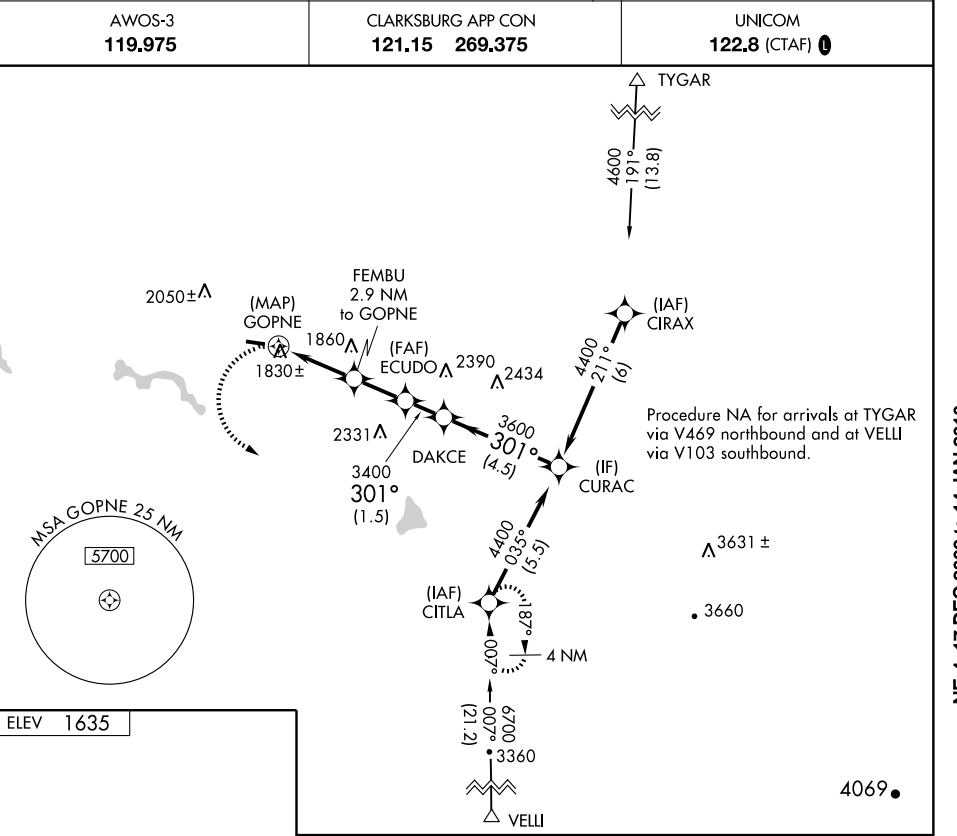 AWOS-3
119.975
CLARKSBURG APP CON
121.15 269.375
UNICOM
122.8 (CTAF) L
TYGAR
4600
191°
(13.8)
2050±
(MAP)
GOPNE
1830±
1860
FEMBU
2.9 NM
to GOPNE
(FAF)
ECUDO
2390
2434
(IAF)
CIRAX
4400
211°
(6)
2331
3400
301°
(1.5)
DAKCE
3600
301°
(4.5)
(IF)
CURAC
Procedure NA for arrivals at TYGAR
via V469 northbound and at VELLI
via V103 southbound.
MSA GOPNE 25 NM
5700
4400
035°
(5.5)
(IAF)
CITLA
187°
007°
4 NM
3631 ±
3660
6700
007°
(21.2)
3360
VELLI
4069
ELEV 1635